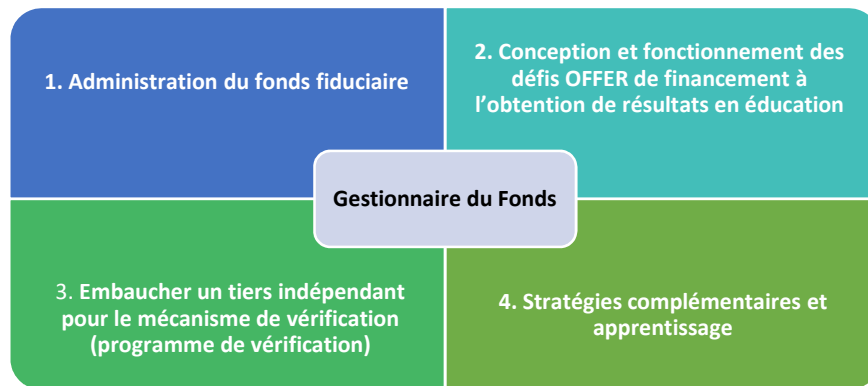 1. Administration du fonds fiduciaire
2. Conception et fonctionnement des
défis OFFER de financement à
l’obtention de résultats en éducation
Gestionnaire du Fonds
3. Embaucher un tiers indépendant
pour le mécanisme de vérification
(programme de vérification)
4. Stratégies complémentaires et
apprentissage